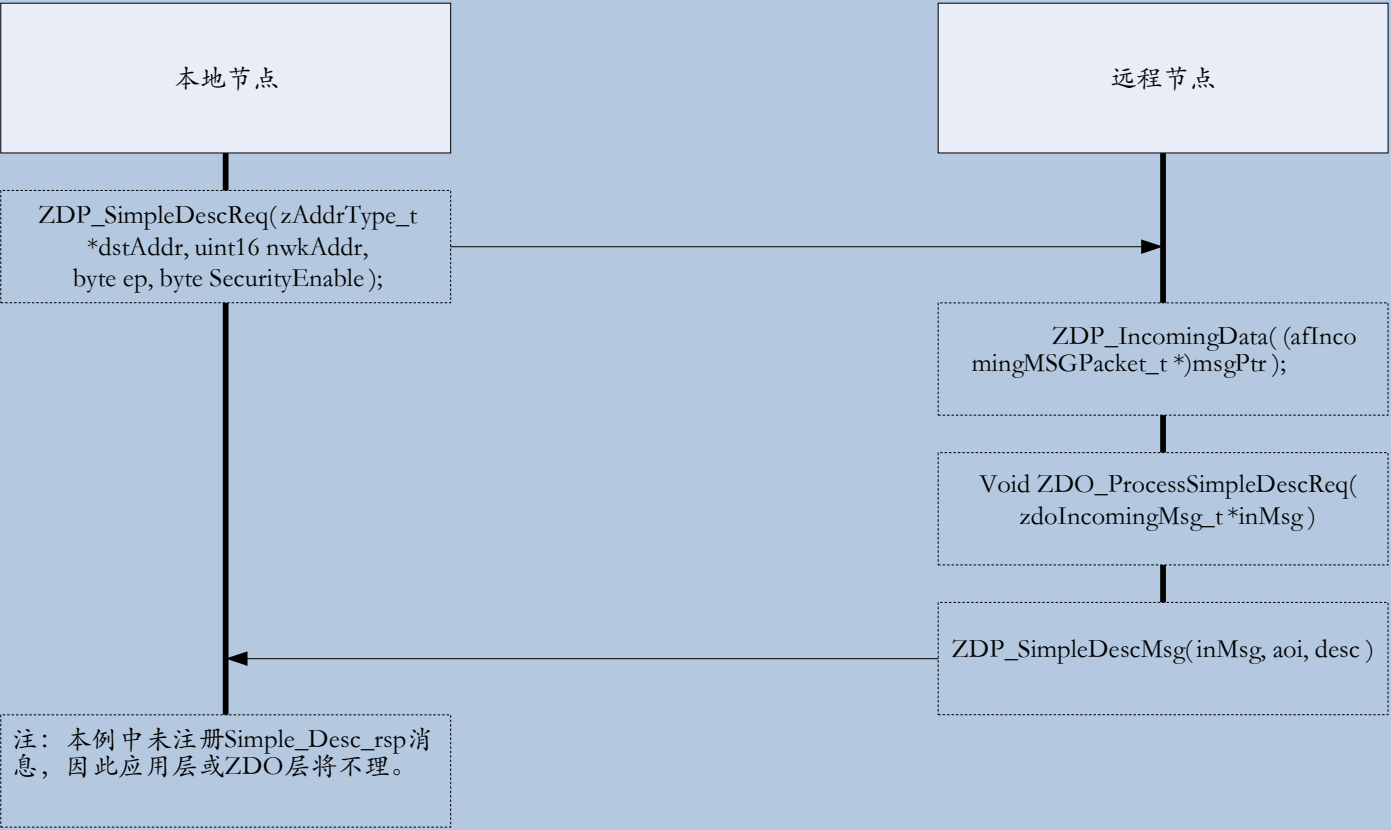 本地节点
远程节点
ZDP_SimpleDescReq( zAddrType_t
*dstAddr, uint16 nwkAddr,
byte ep, byte SecurityEnable );
ZDP_IncomingData( (afInco
mingMSGPacket_t *)msgPtr );
Void ZDO_ProcessSimpleDescReq(
zdoIncomingMsg_t *inMsg )
ZDP_SimpleDescMsg( inMsg, aoi, desc )
注：本例中未注册Simple_Desc_rsp消
息，因此应用层或ZDO层将不理。